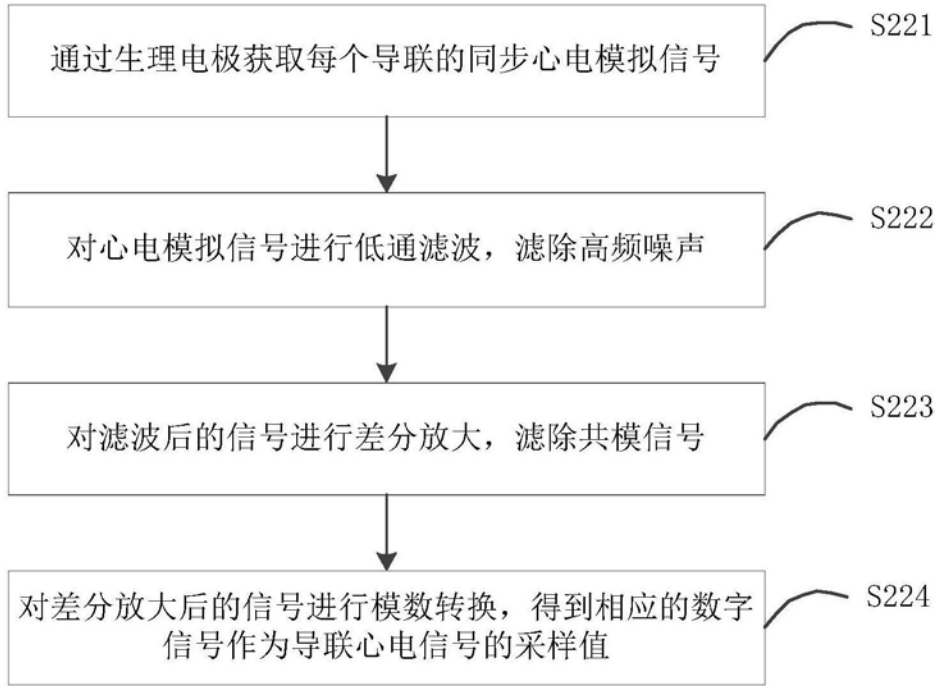 通过生理电极获取每个导联的同步心电模拟信号
S221
对心电模拟信号进行低通滤波，滤除高频噪声
S222
对滤波后的信号进行差分放大，滤除共模信号
S223
对差分放大后的信号进行模数转换，得到相应的数字
信号作为导联心电信号的采样值
S224